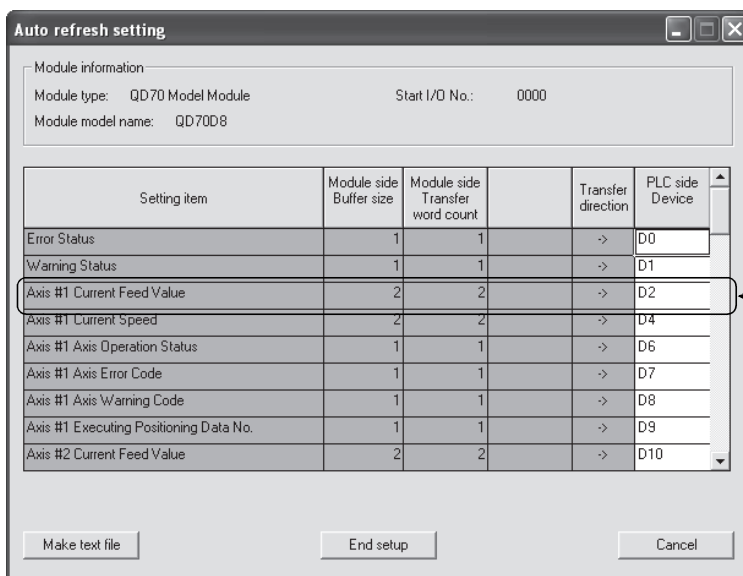 Auto refresh setting
Module information
Module type: QD70 Model Module Start I/O No.: 0000
Module model name: QD70D8
Setting item Module side Buffer size Module side Transfer word count Transfer direction PLC side Device
Error Status 1 1 -> D0
Warning Status 1 1 -> D1
Axis #1 Current Feed Value 2 2 -> D2
Axis #1 Current Speed 2 2 -> D4
Axis #1 Axis Operation Status 1 1 -> D6
Axis #1 Axis Error Code 1 1 -> D7
Axis #1 Axis Warning Code 1 1 -> D8
Axis #1 Executing Positioning Data No. 1 1 -> D9
Axis #2 Current Feed Value 2 2 -> D10
Make text file End setup Cancel